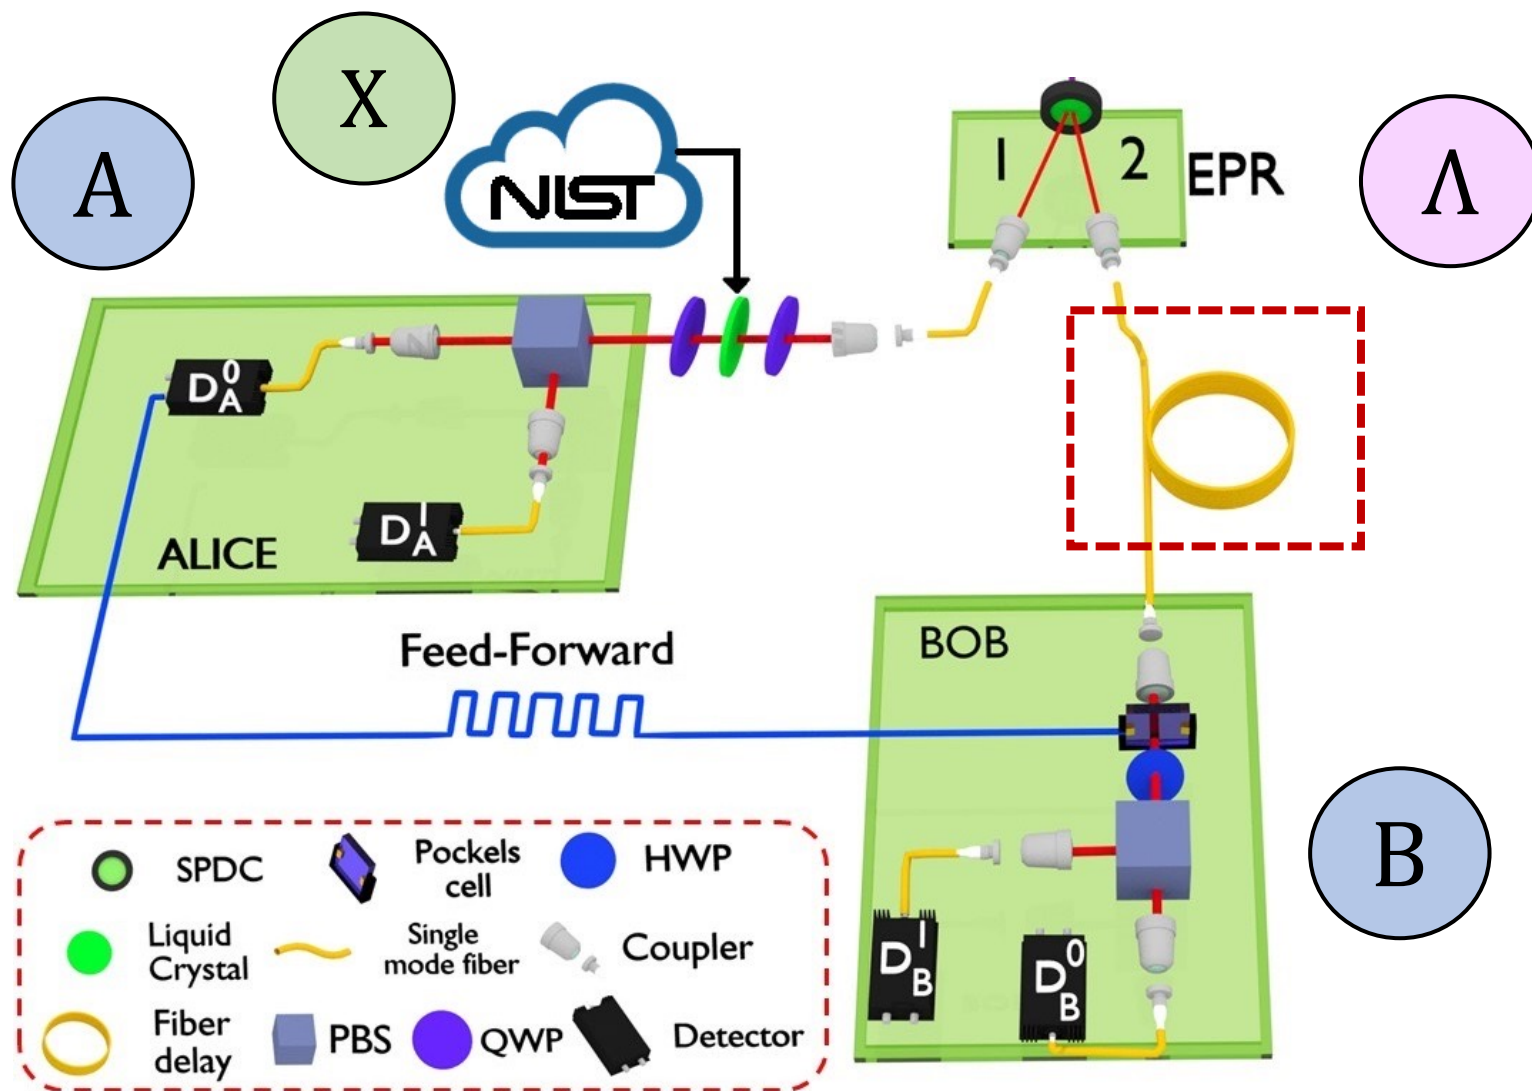 X
A
NIST
1
2
EPR
Λ
D_A^0
D_A^1
ALICE
Feed-Forward
BOB
B
D_B^1
D_B^0
SPDC
Pockels
cell
HWP
Liquid
Crystal
Single
mode fiber
Coupler
Fiber
delay
PBS
QWP
Detector